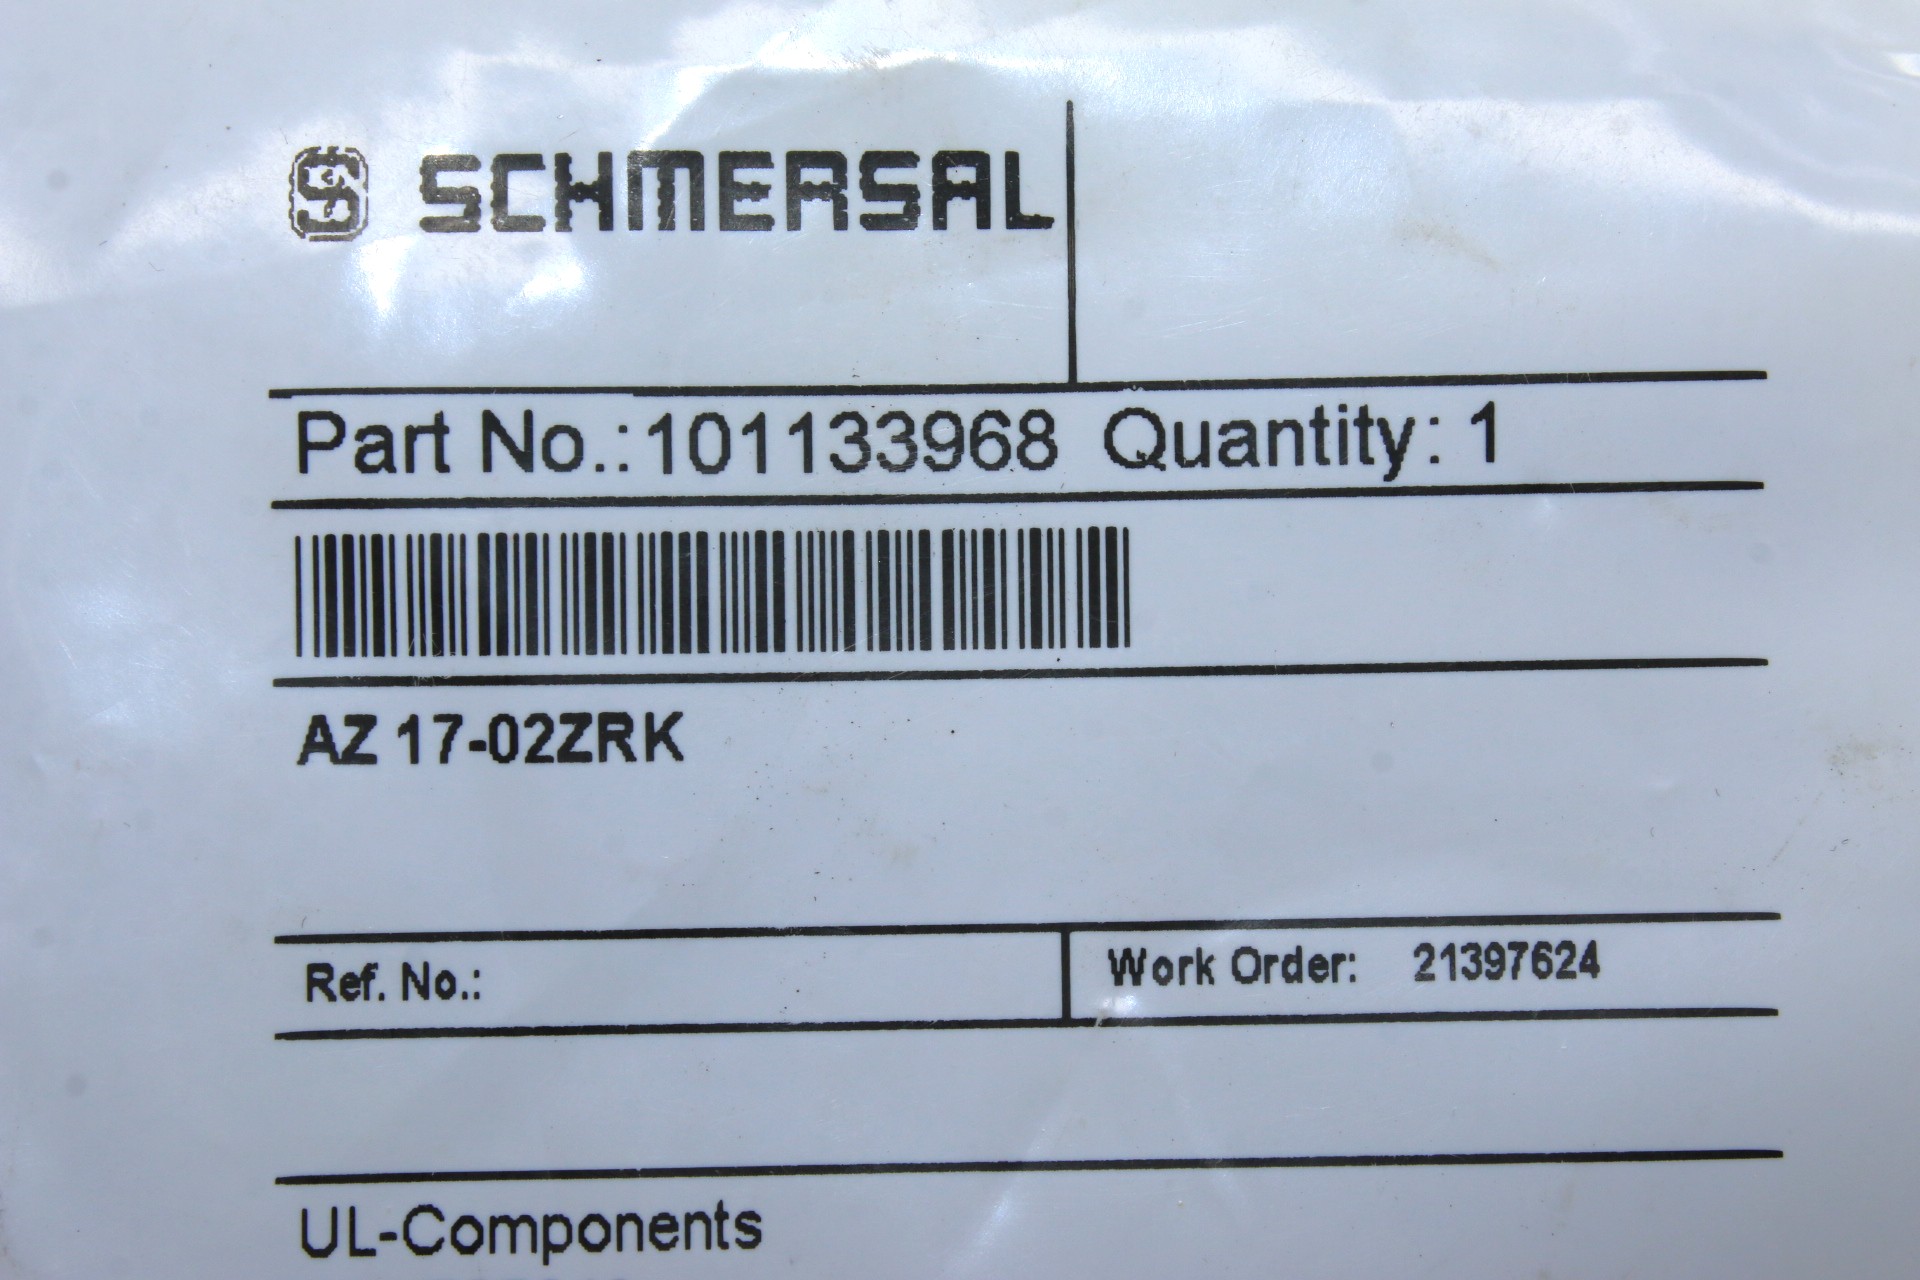 S SCHMERSAL
Part No.:101133968 Quantity: 1
AZ 17-02ZRK
Ref. No.: Work Order: 21397624
UL-Components